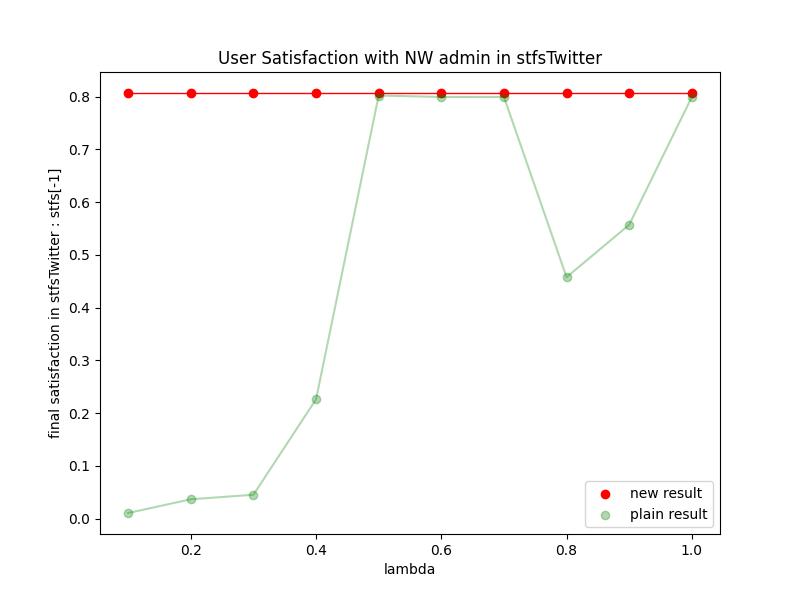 User Satisfaction with NW admin in stfsTwitter
final satisfaction in stfsTwitter : stfs[-1]
0.8
0.7
0.6
0.5
0.4
0.3
0.2
0.1
0.0
new result
plain result
0.2 0.4 0.6 0.8 1.0
lambda